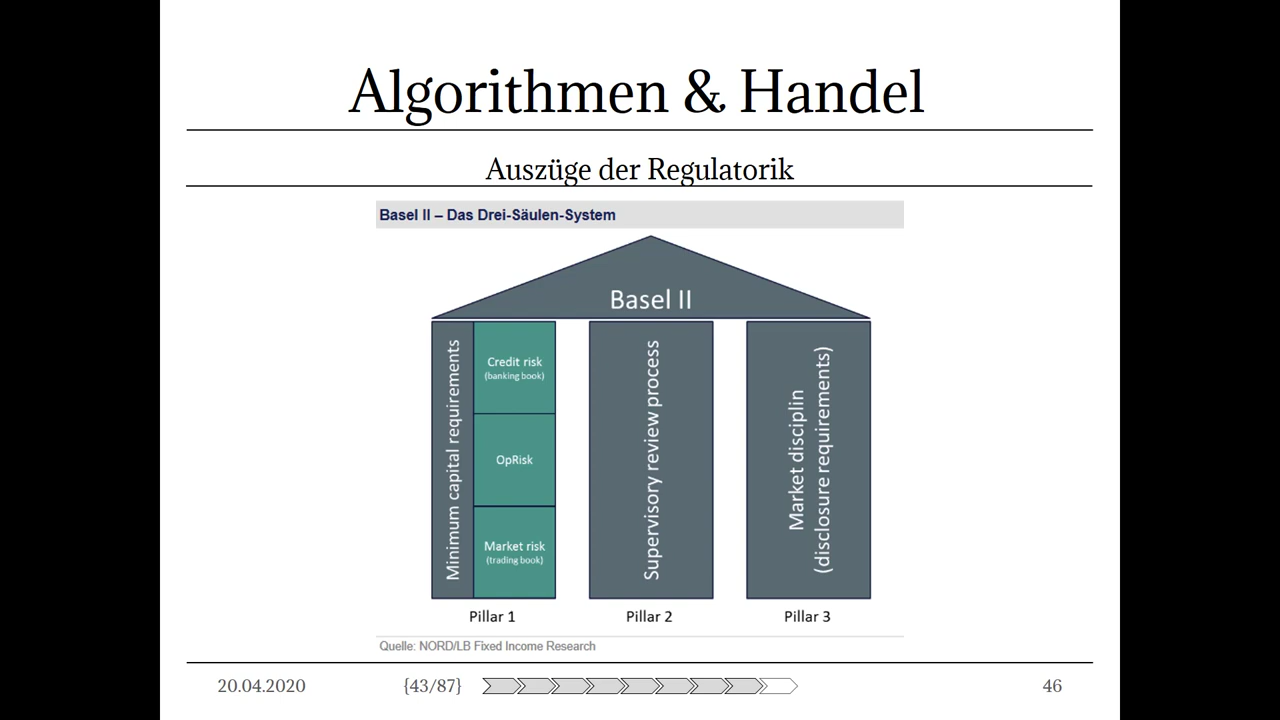 Algorithmen & Handel
Auszüge der Regulatorik
Basel II – Das Drei-Säulen-System
Basel II
Minimum capital requirements
Credit risk
(banking book)
OpRisk
Market risk
(trading book)
Supervisory review process
Market disciplin
(disclosure requirements)
Pillar 1
Pillar 2
Pillar 3
Quelle: NORD/LB Fixed Income Research
20.04.2020
{43/87}
46